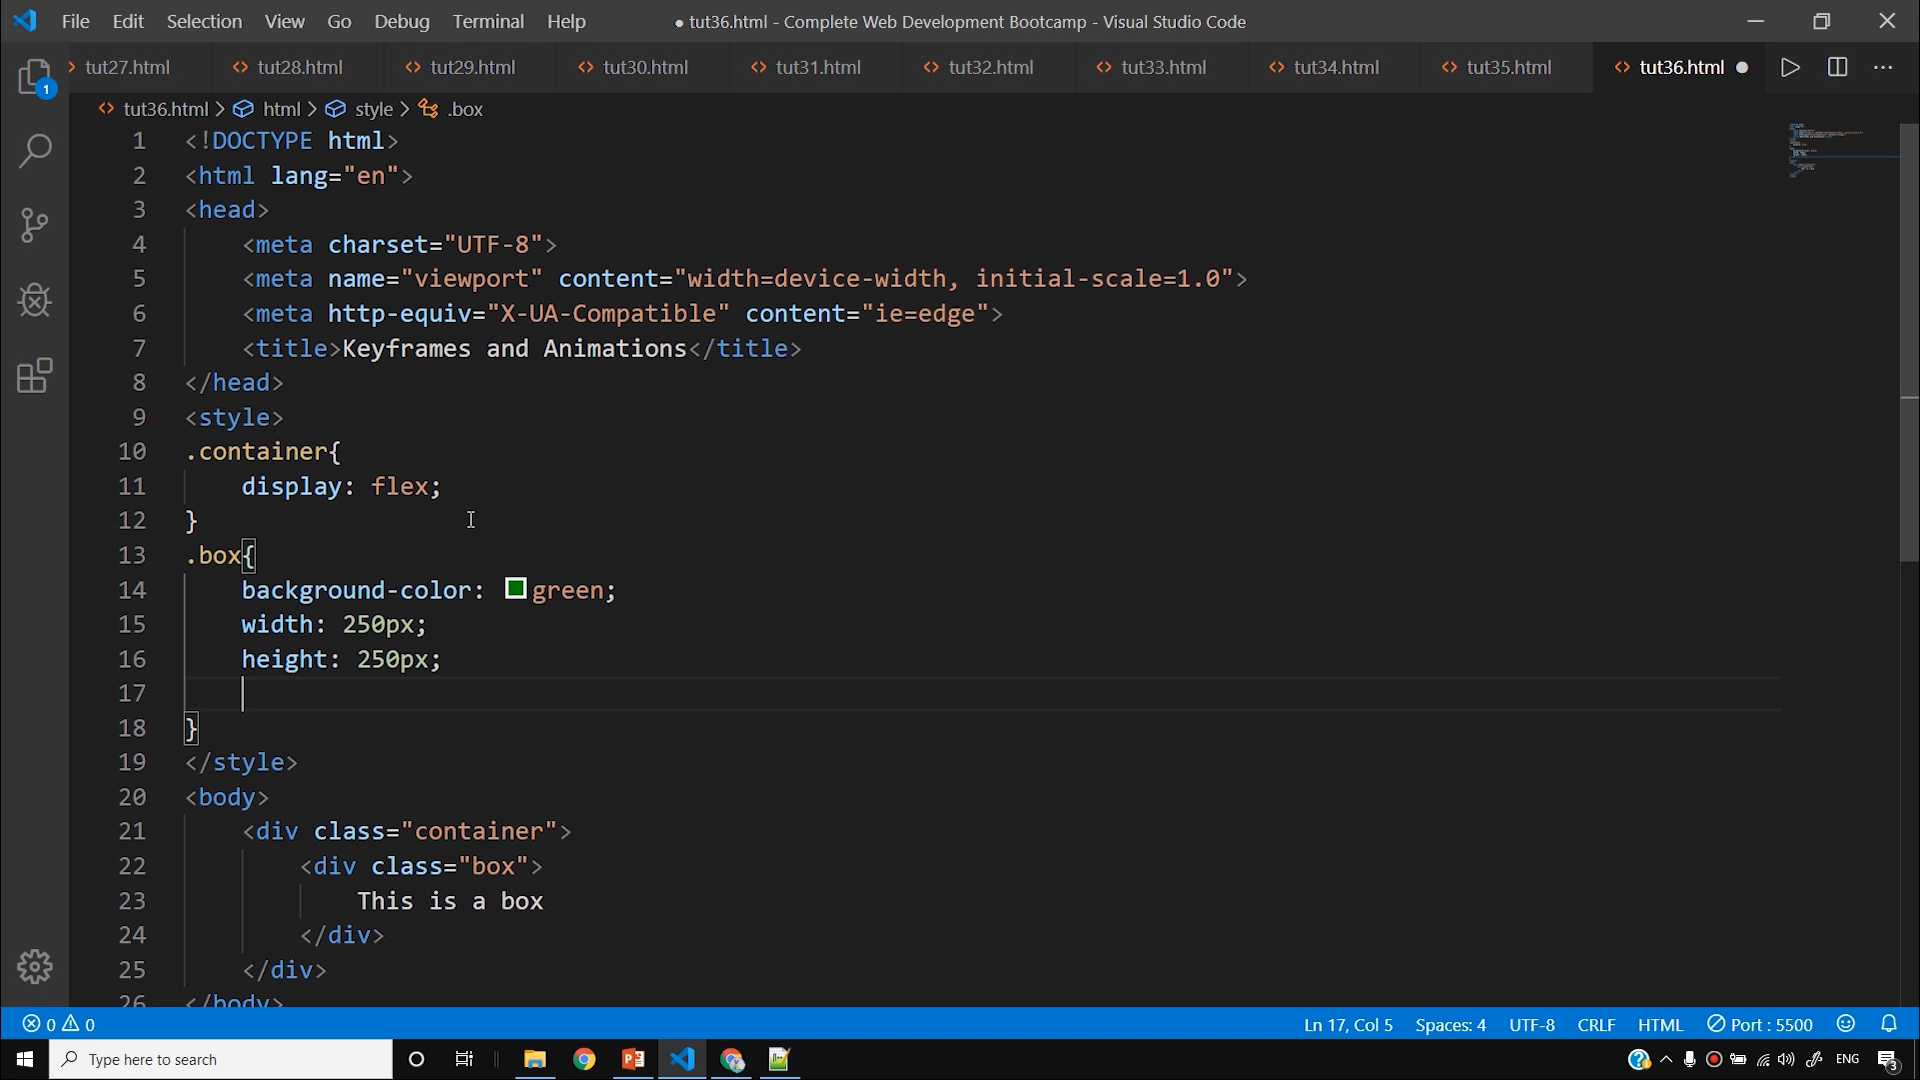 File Edit Selection View Go Debug Terminal Help ● tut36.html - Complete Web Development Bootcamp - Visual Studio Code
tut27.html tut28.html tut29.html tut30.html tut31.html tut32.html tut33.html tut34.html tut35.html tut36.html
1
tut36.html > html > style > .box
1 <!DOCTYPE html>
2 <html lang="en">
3 <head>
4 <meta charset="UTF-8">
5 <meta name="viewport" content="width=device-width, initial-scale=1.0">
6 <meta http-equiv="X-UA-Compatible" content="ie=edge">
7 <title>Keyframes and Animations</title>
8 </head>
9 <style>
10 .container{
11 display: flex;
12 }
13 .box{
14 background-color: green;
15 width: 250px;
16 height: 250px;
17
18 }
19 </style>
20 <body>
21 <div class="container">
22 <div class="box">
23 This is a box
24 </div>
25 </div>
26 </body>
0 0 Ln 17, Col 5 Spaces: 4 UTF-8 CRLF HTML Port : 5500
Type here to search ENG 3